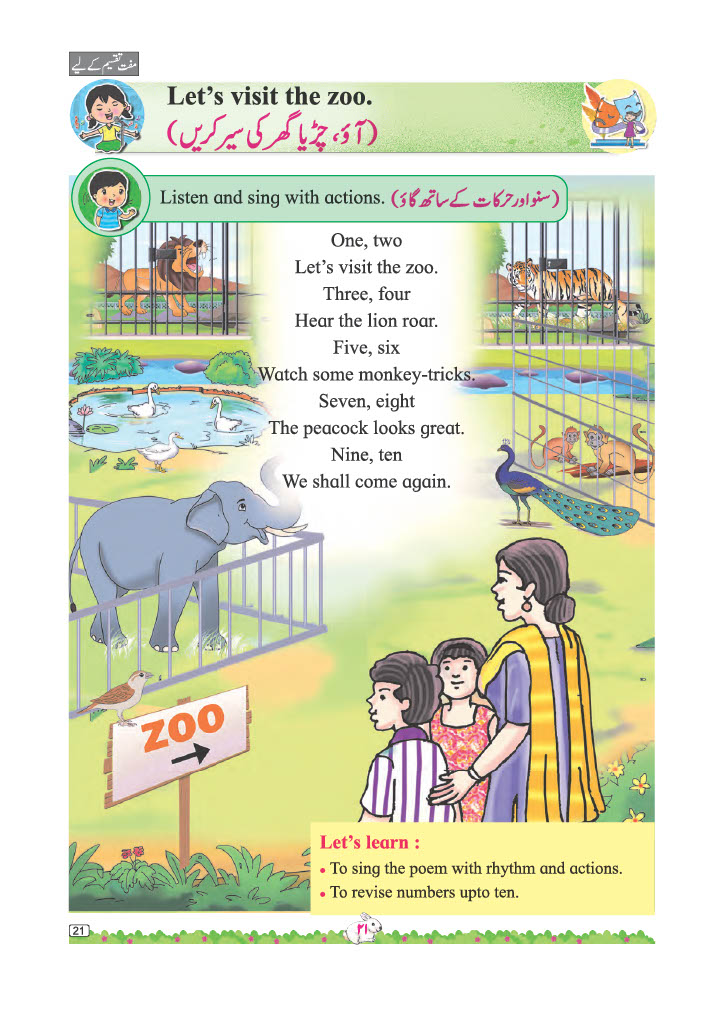 مفت تقسیم کے لیے
Let's visit the zoo.
(آؤ، چڑیا گھر کی سیر کریں)
Listen and sing with actions. (سنو اور حرکات کے ساتھ گاؤ)
One, two
Let's visit the zoo.
Three, four
Hear the lion roar.
Five, six
Watch some monkey-tricks.
Seven, eight
The peacock looks great.
Nine, ten
We shall come again.
ZOO
Let's learn :
• To sing the poem with rhythm and actions.
• To revise numbers upto ten.
21
۲۱